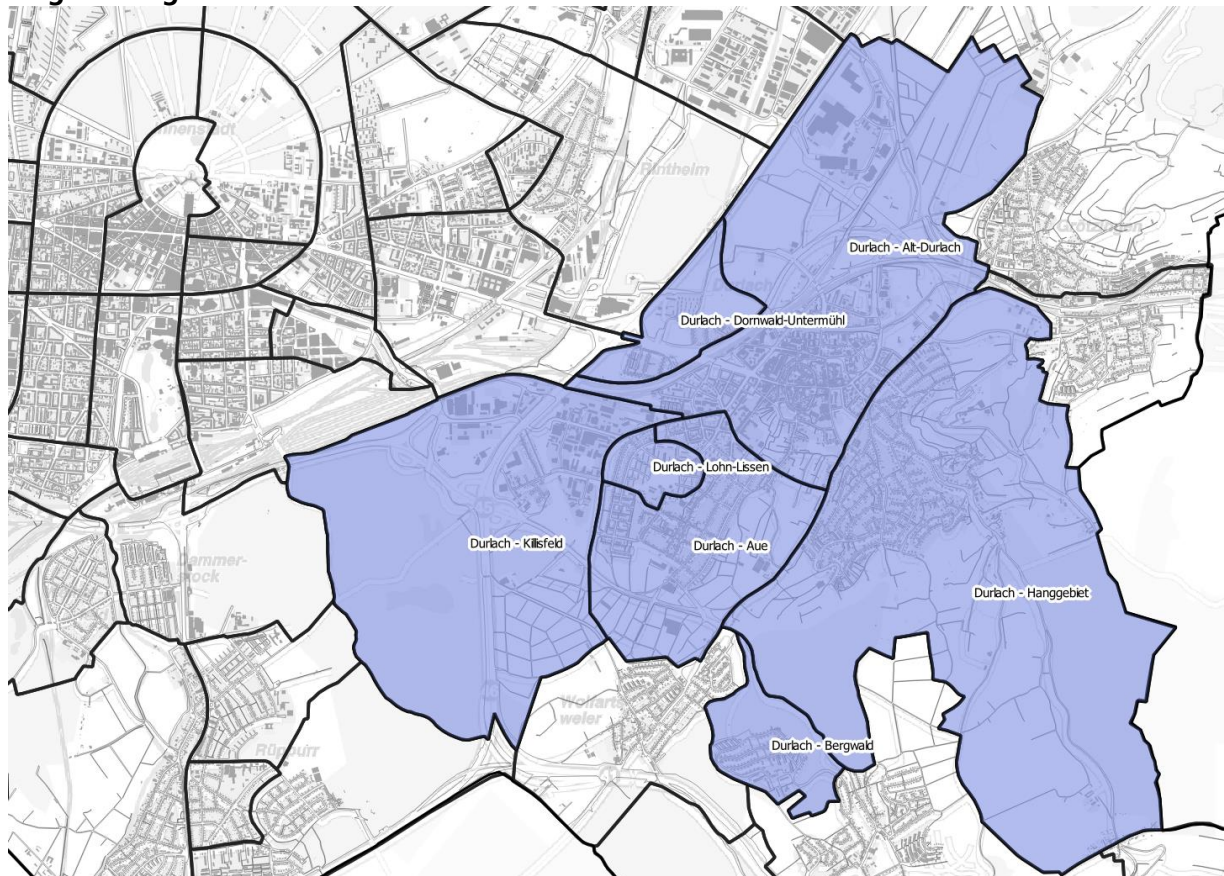 Rintheim
Durlach - Alt-Durlach
Durlach - Dornwald-Untermühl
Durlach - Lohn-Lissen
Durlach - Killisfeld
Durlach - Aue
Durlach - Hanggebiet
Dammer-
stock
Wolfarts-
weier
Durlach - Bergwald
Rüppurr